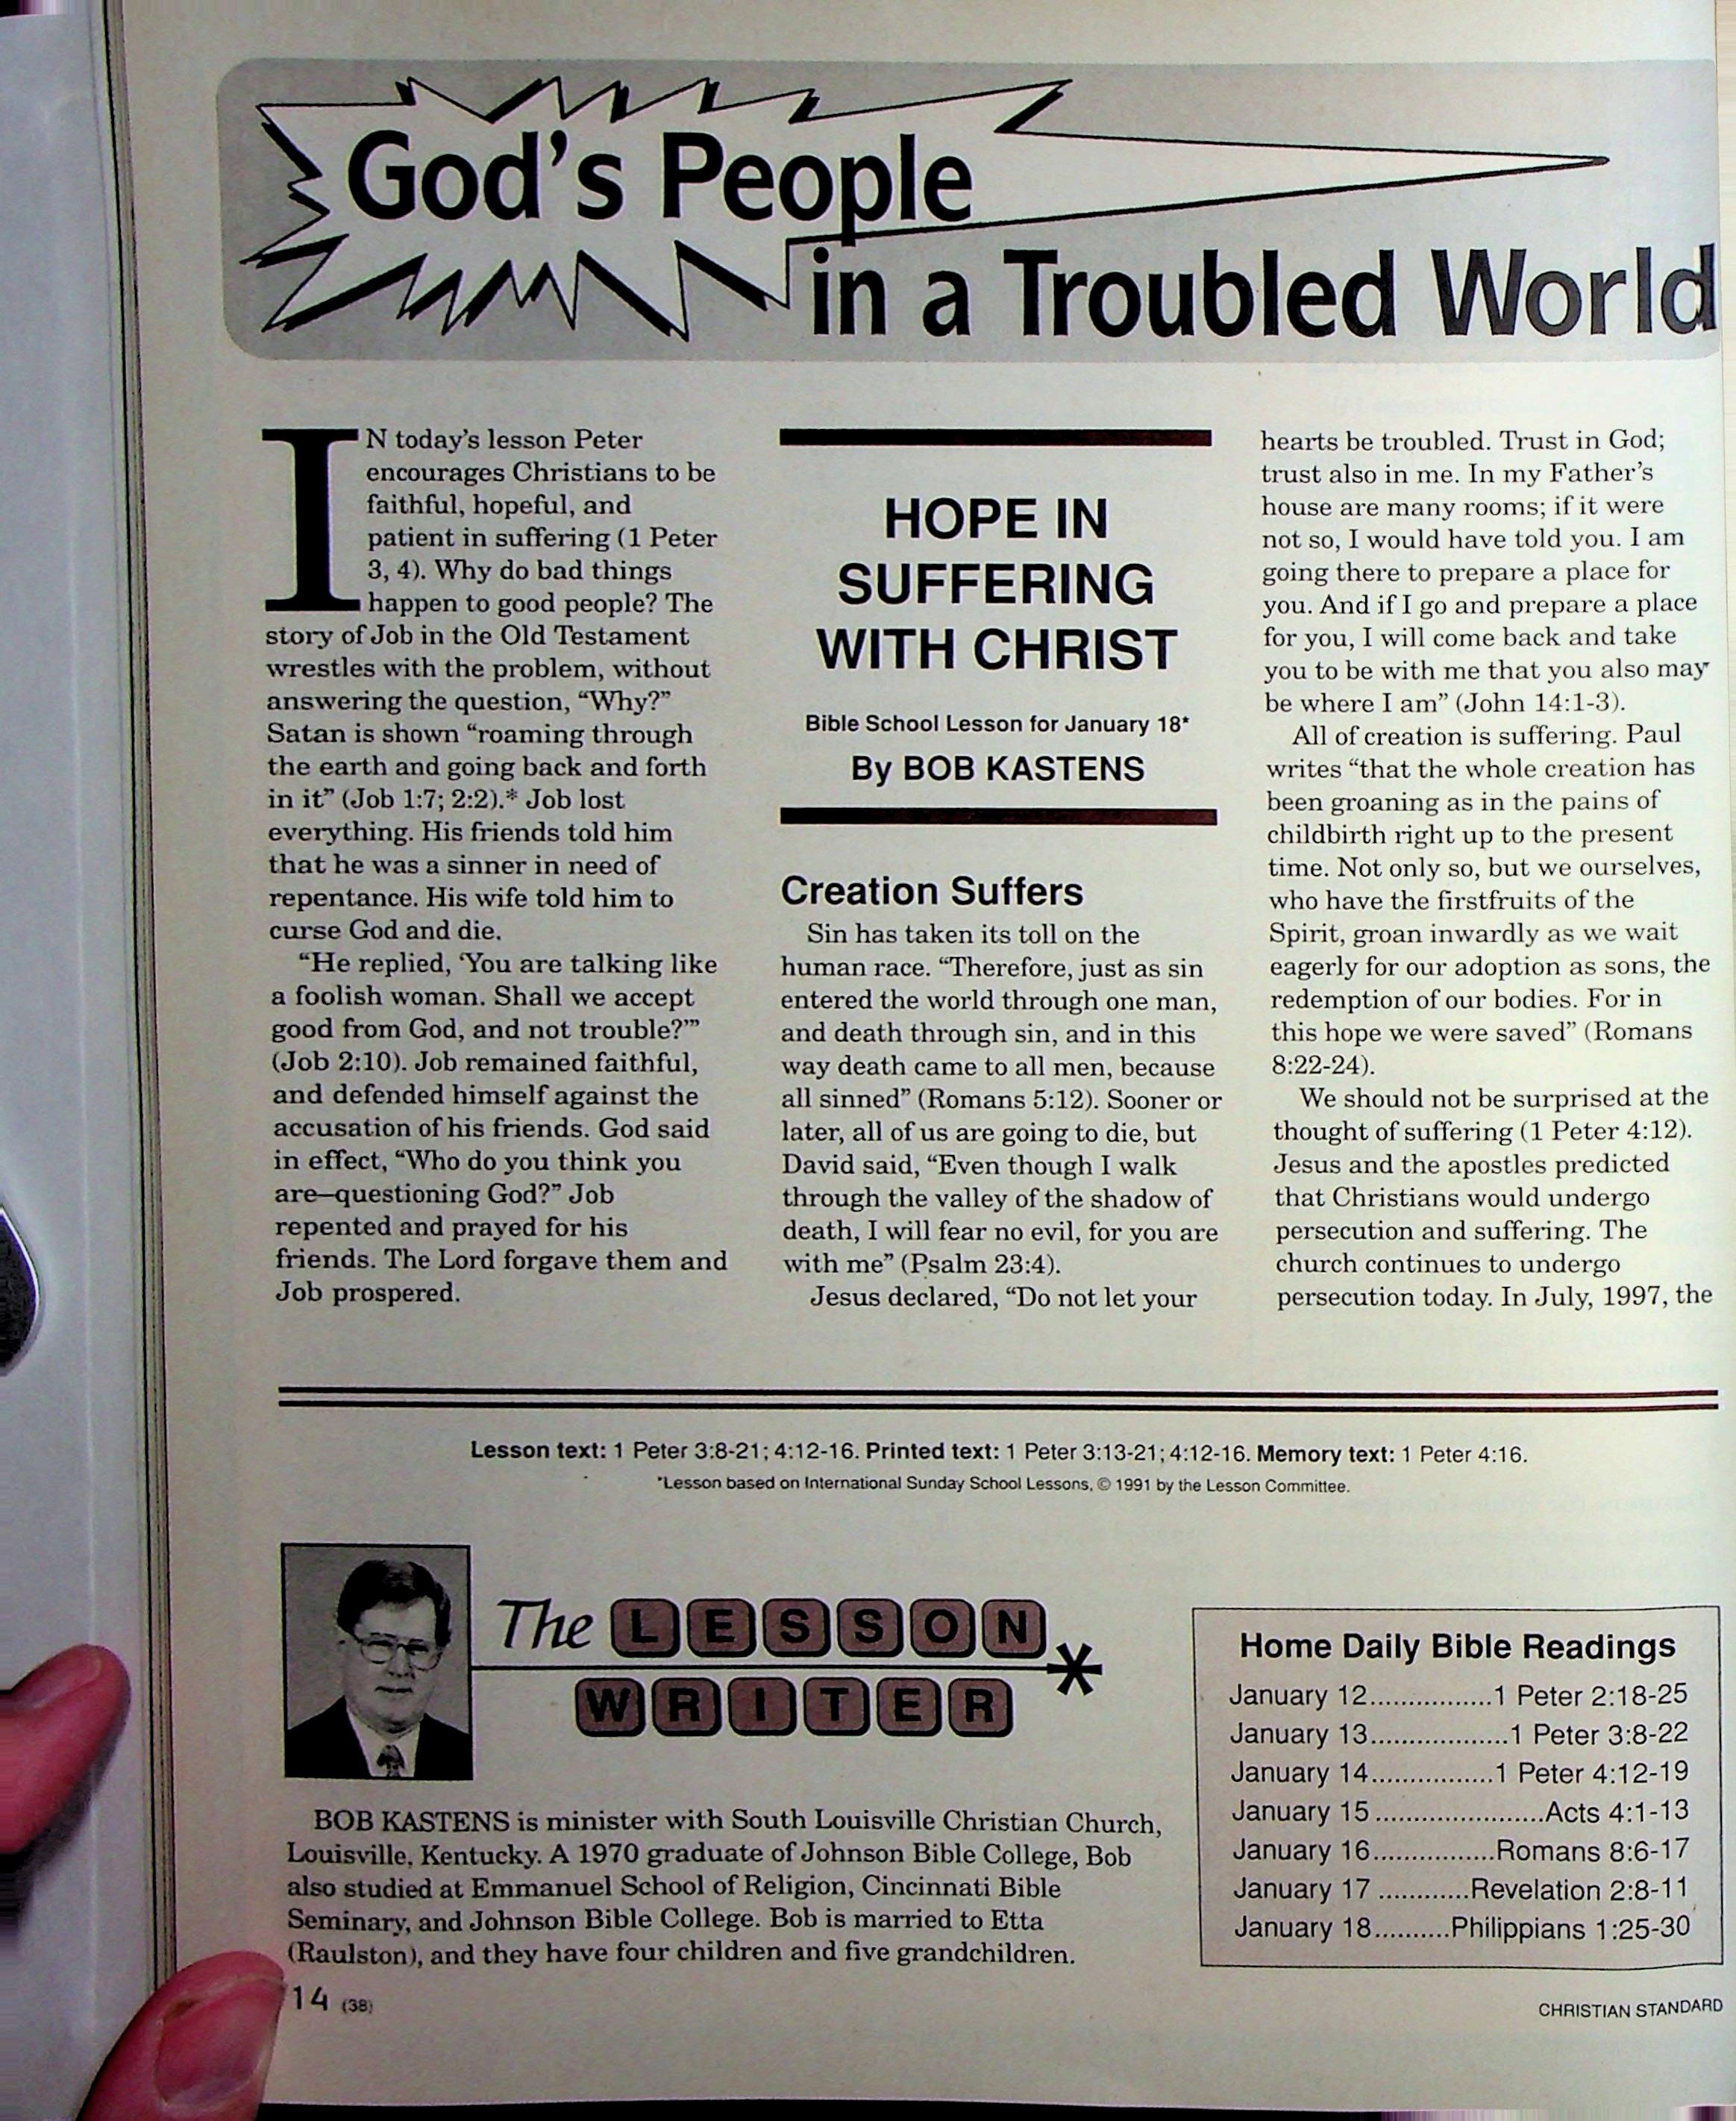 God's People
in a Troubled World
IN today's lesson Peter
encourages Christians to be
faithful, hopeful, and
patient in suffering (1 Peter
3, 4). Why do bad things
happen to good people? The
story of Job in the Old Testament
wrestles with the problem, without
answering the question, “Why?”
Satan is shown “roaming through
the earth and going back and forth
in it” (Job 1:7; 2:2).* Job lost
everything. His friends told him
that he was a sinner in need of
repentance. His wife told him to
curse God and die.
“He replied, ‘You are talking like
a foolish woman. Shall we accept
good from God, and not trouble?’”
(Job 2:10). Job remained faithful,
and defended himself against the
accusation of his friends. God said
in effect, “Who do you think you
are—questioning God?” Job
repented and prayed for his
friends. The Lord forgave them and
Job prospered.
HOPE IN
SUFFERING
WITH CHRIST
Bible School Lesson for January 18*
By BOB KASTENS
Creation Suffers
Sin has taken its toll on the
human race. “Therefore, just as sin
entered the world through one man,
and death through sin, and in this
way death came to all men, because
all sinned” (Romans 5:12). Sooner or
later, all of us are going to die, but
David said, “Even though I walk
through the valley of the shadow of
death, I will fear no evil, for you are
with me” (Psalm 23:4).
Jesus declared, “Do not let your
hearts be troubled. Trust in God;
trust also in me. In my Father's
house are many rooms; if it were
not so, I would have told you. I am
going there to prepare a place for
you. And if I go and prepare a place
for you, I will come back and take
you to be with me that you also may
be where I am” (John 14:1-3).
All of creation is suffering. Paul
writes “that the whole creation has
been groaning as in the pains of
childbirth right up to the present
time. Not only so, but we ourselves,
who have the firstfruits of the
Spirit, groan inwardly as we wait
eagerly for our adoption as sons, the
redemption of our bodies. For in
this hope we were saved” (Romans
8:22-24).
We should not be surprised at the
thought of suffering (1 Peter 4:12).
Jesus and the apostles predicted
that Christians would undergo
persecution and suffering. The
church continues to undergo
persecution today. In July, 1997, the
Lesson text: 1 Peter 3:8-21; 4:12-16. Printed text: 1 Peter 3:13-21; 4:12-16. Memory text: 1 Peter 4:16.
*Lesson based on International Sunday School Lessons, © 1991 by the Lesson Committee.
The LESSON
WRITER *
BOB KASTENS is minister with South Louisville Christian Church,
Louisville, Kentucky. A 1970 graduate of Johnson Bible College, Bob
also studied at Emmanuel School of Religion, Cincinnati Bible
Seminary, and Johnson Bible College. Bob is married to Etta
(Raulston), and they have four children and five grandchildren.
Home Daily Bible Readings
January 12................1 Peter 2:18-25
January 13..................1 Peter 3:8-22
January 14................1 Peter 4:12-19
January 15......................Acts 4:1-13
January 16................Romans 8:6-17
January 17............Revelation 2:8-11
January 18..........Philippians 1:25-30
14 (38)
CHRISTIAN STANDARD